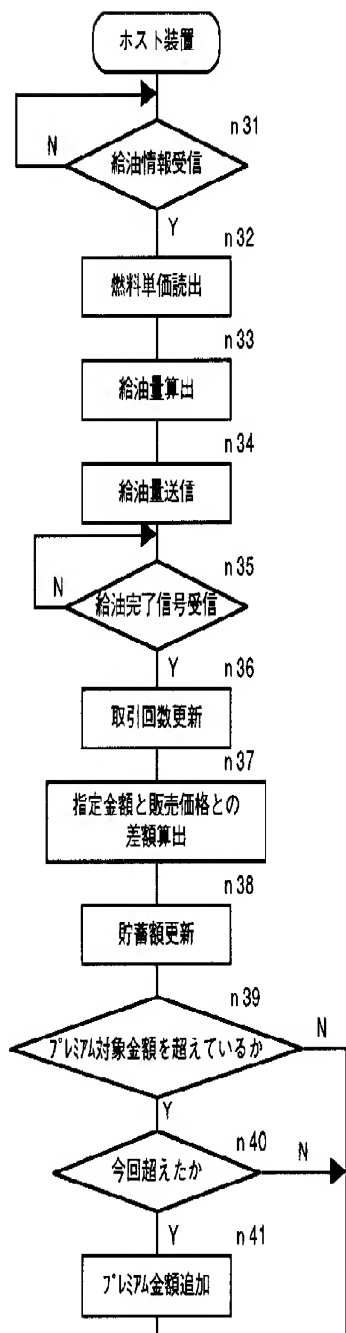 ホスト装置
n31
N
給油情報受信
Y
n32
燃料単価読出
n33
給油量算出
n34
給油量送信
n35
N
給油完了信号受信
Y
n36
取引回数更新
n37
指定金額と販売価格との
差額算出
n38
貯蓄額更新
n39
N
プレミアム対象金額を超えているか
Y
n40
N
今回超えたか
Y
n41
プレミアム金額追加